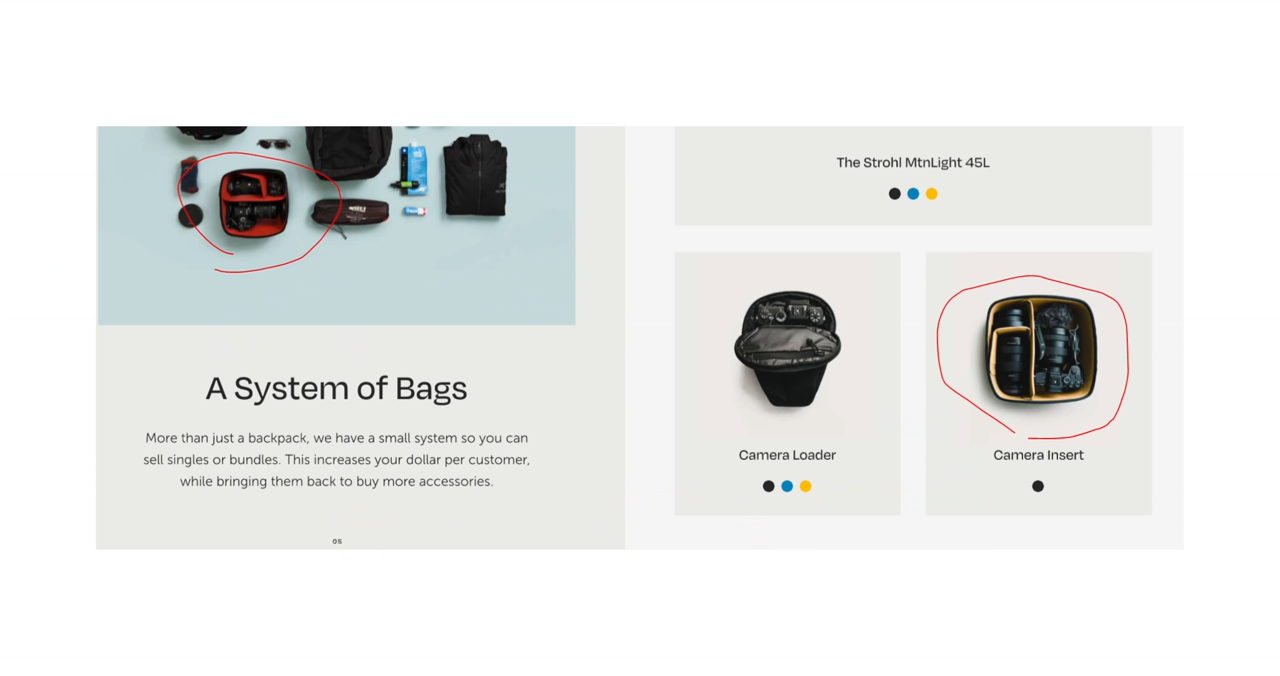 A System of Bags
More than just a backpack, we have a small system so you can
sell singles or bundles. This increases your dollar per customer,
while bringing them back to buy more accessories.
05
The Strohl MtnLight 45L
Camera Loader
Camera Insert